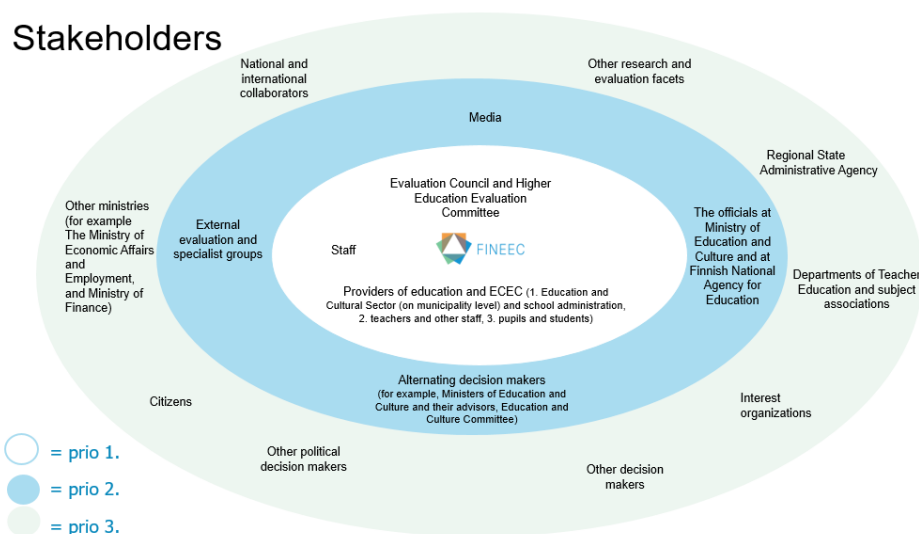 Stakeholders
National and
international
collaborators
Other research and
evaluation facets
Media
Regional State
Administrative Agency
Evaluation Council and Higher
Education Evaluation
Committee
Other ministries
(for example
The Ministry of
Economic Affairs
and
Employment,
and Ministry of
Finance)
External
evaluation and
specialist groups
Staff
FINEEC
The officials at
Ministry of
Education and
Culture and at
Finnish National
Agency for
Education
Departments of Teacher
Education and subject
associations
Providers of education and ECEC (1. Education and
Cultural Sector (on municipality level) and school administration,
2. teachers and other staff, 3. pupils and students)
Alternating decision makers
(for example, Ministers of Education and
Culture and their advisors, Education and
Culture Committee)
Citizens
Interest
organizations
Other political
decision makers
Other decision
makers
= prio 1.
= prio 2.
= prio 3.